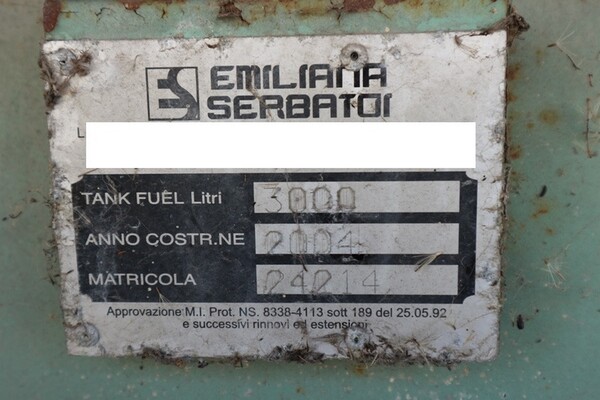 ES EMILIANA
SERBATOI
TANK FUEL Litri 3000
ANNO COSTR.NE 2004
MATRICOLA 24214
Approvazione M.I. Prot. NS. 8338-4113 sott 189 del 25.05.92
e successivi rinnovi ed estensioni